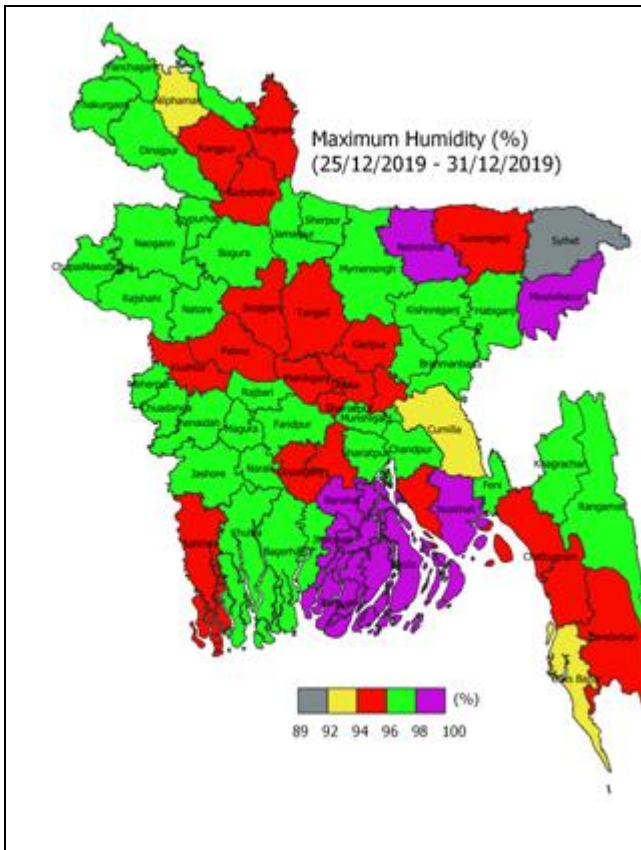 Panchagarh
Nilphamari
Thakurgaon
Dinajpur
Rangpur
Kurigram
Gaibandha
Maximum Humidity (%)
(25/12/2019 - 31/12/2019)
Joypurhat
Naogaon
Bogura
Jamalpur
Sherpur
Mymensingh
Netrokona
Sunamganj
Sylhet
Moulvibazar
Rajshahi
Natore
Sirajganj
Tangail
Kishoreganj
Habiganj
Pabna
Gazipur
Brahmanbaria
Kushtia
Manikganj
Dhaka
Meherpur
Rajbari
Chuadanga
Jhenaidah
Magura
Faridpur
Munshiganj
Cumilla
Shariatpur
Chandpur
Jashore
Narail
Gopalganj
Feni
Khagrachari
Rangamati
Barishal
Noakhali
Satkhira
Khulna
Bagerhat
Bhola
Chattogram
Bandarban
Cox's Bazar
(%)
89 92 94 96 98 100